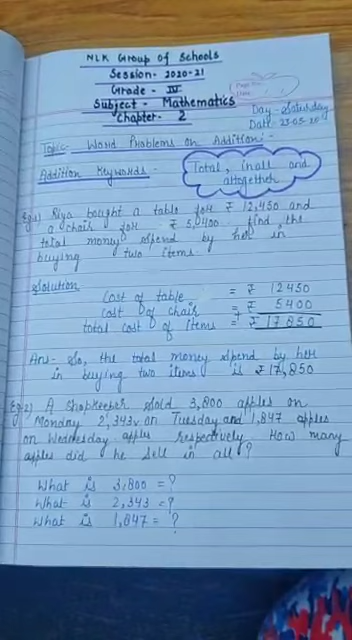 NLK Group of Schools
Session- 2020-21
Grade - IV
Subject - Mathematics
Chapter- 2
Day - Saturday
Date- 23-05-20
Topic- Word Problems on Addition:-
Addition Keywords - Total, inall and
altogether
Eg:1) Riya bought a table for ₹ 12,450 and
a chair for ₹ 5,400. find, the
total money spend by her in
buying two items.
Solution
Cost of table = ₹ 12450
cost of chair = ₹ 5400
total cost of items = ₹ 17850
Ans- So, the total money spend by her
in buying two items is ₹ 17,850
Eg:2) A shopkeeper sold 3,800 apples on
Monday 2,343 on Tuesday and 1,847 apples
on Wednesday apples respectively. How many
apples did he sell in all?
What is 3,800 = ?
What is 2,343 = ?
What is 1,847 = ?